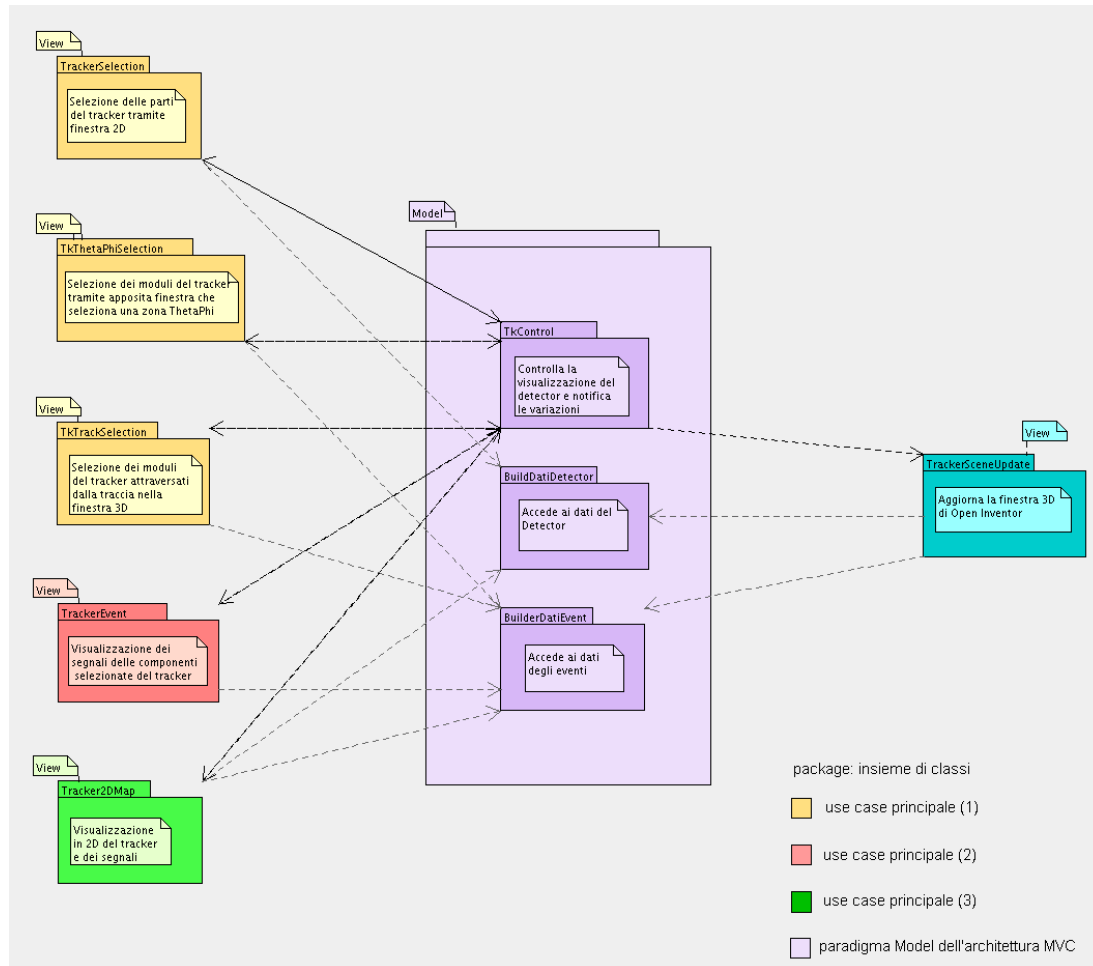 View
TrackerSelection
Selezione delle parti
del tracker tramite
finestra 2D
View
TkThetaPhiSelection
Selezione dei moduli del tracker
tramite apposita finestra che
seleziona una zona ThetaPhi
View
TkTrackSelection
Selezione dei moduli
del tracker attraversati
dalla traccia nella
finestra 3D
View
TrackerEvent
Visualizzazione dei
segnali delle componenti
selezionate del tracker
View
Tracker2DMap
Visualizzazione
in 2D del tracker
e dei segnali
Model
TkControl
Controlla la
visualizzazione del
detector e notifica
le variazioni
BuildDatiDetector
Accede ai dati del
Detector
BuilderDatiEvent
Accede ai dati
degli eventi
View
TrackerSceneUpdate
Aggiorna la finestra 3D
di Open Inventor
package: insieme di classi
use case principale (1)
use case principale (2)
use case principale (3)
paradigma Model dell'architettura MVC